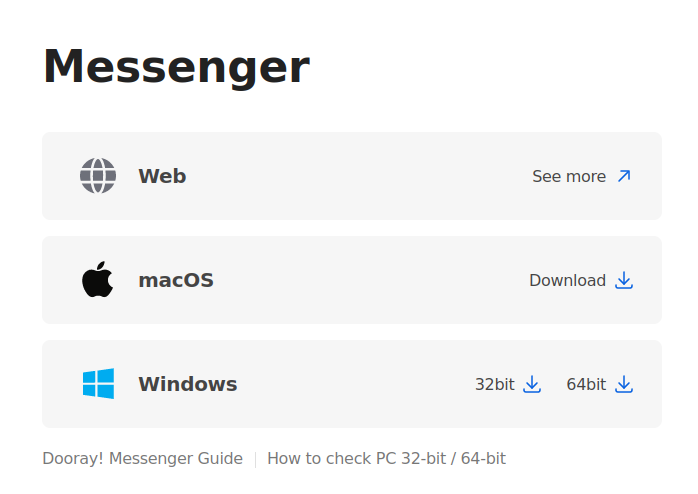 Messenger
Web See more
macOS Download
Windows 32bit 64bit
Dooray! Messenger Guide How to check PC 32-bit / 64-bit